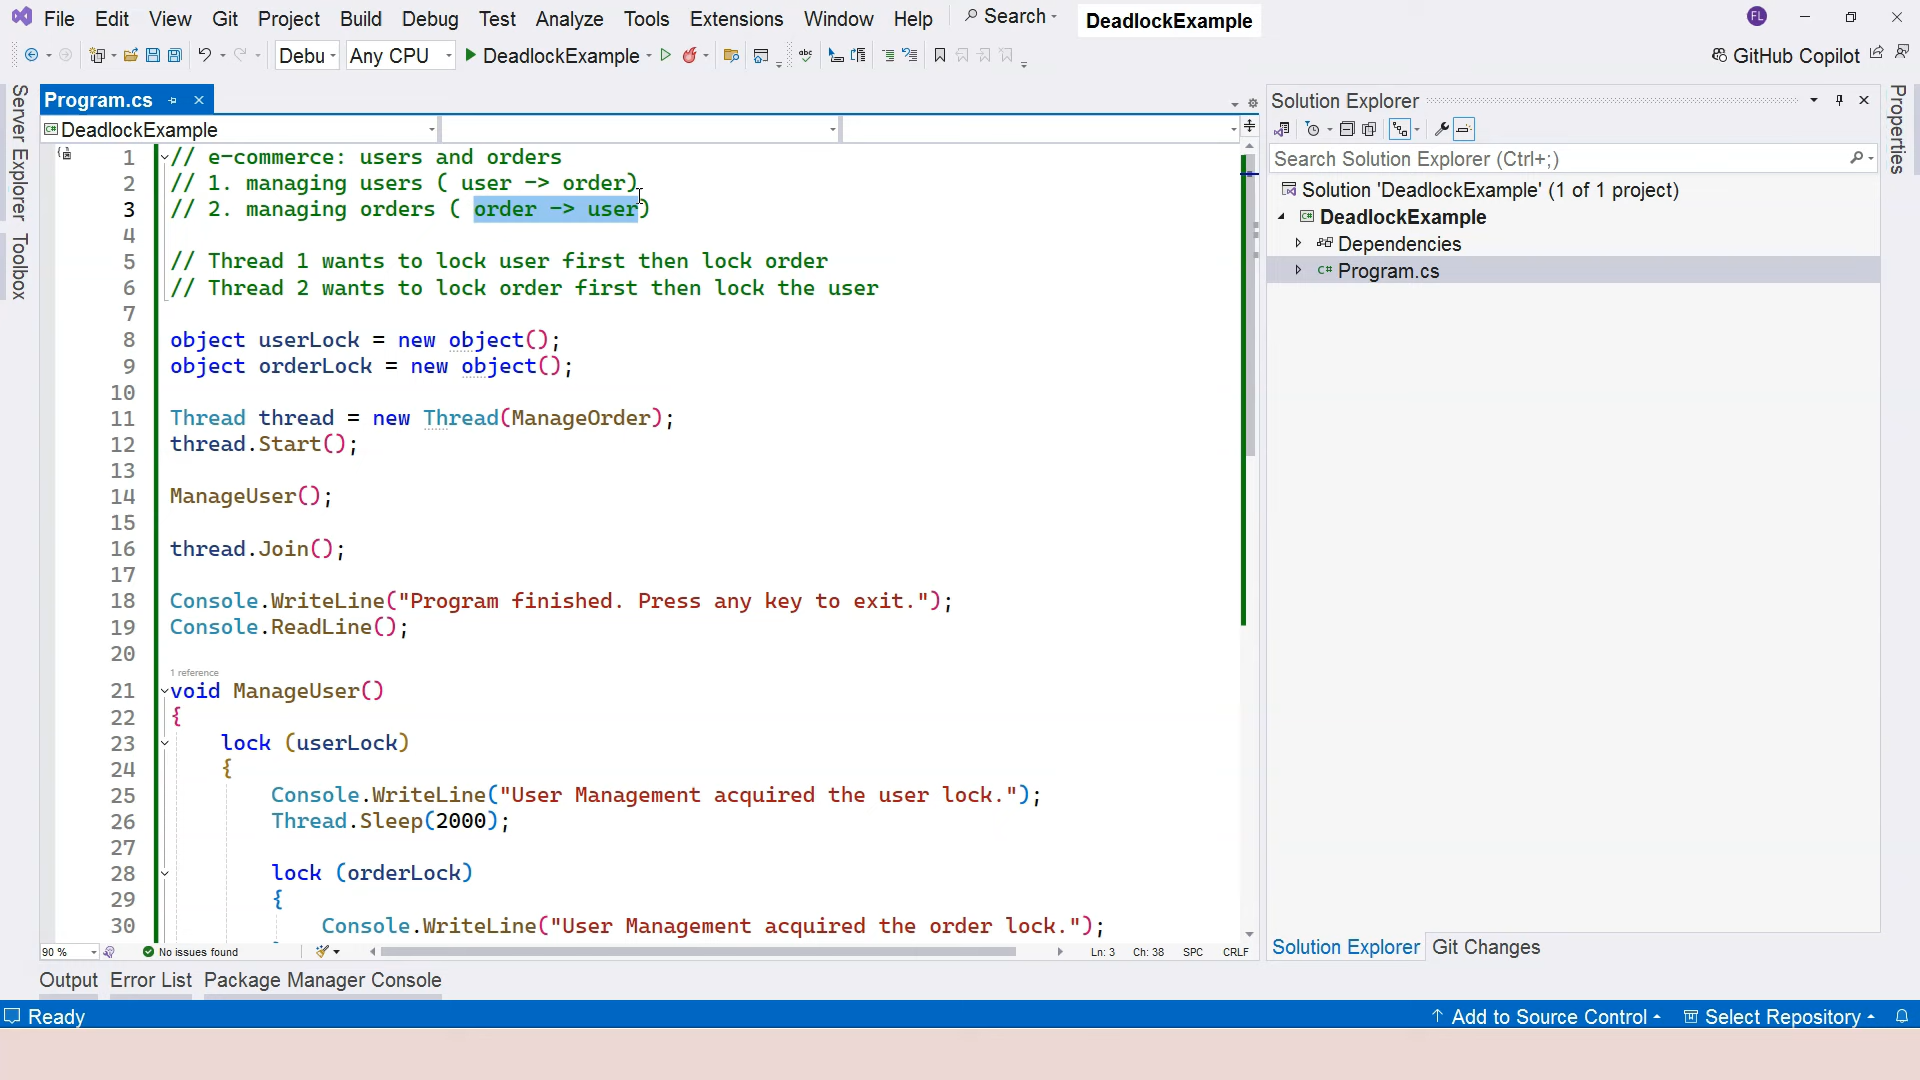 File Edit View Git Project Build Debug Test Analyze Tools Extensions Window Help Search DeadlockExample FL
Debu Any CPU DeadlockExample abc GitHub Copilot
Server Explorer
Toolbox
Program.cs
DeadlockExample
1 // e-commerce: users and orders
2 // 1. managing users ( user -> order)
3 // 2. managing orders ( order -> user)
4
5 // Thread 1 wants to lock user first then lock order
6 // Thread 2 wants to lock order first then lock the user
7
8 object userLock = new object();
9 object orderLock = new object();
10
11 Thread thread = new Thread(ManageOrder);
12 thread.Start();
13
14 ManageUser();
15
16 thread.Join();
17
18 Console.WriteLine("Program finished. Press any key to exit.");
19 Console.ReadLine();
20
1 reference
21 void ManageUser()
22 {
23 lock (userLock)
24 {
25 Console.WriteLine("User Management acquired the user lock.");
26 Thread.Sleep(2000);
27
28 lock (orderLock)
29 {
30 Console.WriteLine("User Management acquired the order lock.");
90 % No issues found Ln: 3 Ch: 38 SPC CRLF
Solution Explorer
Search Solution Explorer (Ctrl+;)
Solution 'DeadlockExample' (1 of 1 project)
C# DeadlockExample
Dependencies
C# Program.cs
Solution Explorer Git Changes
Properties
Output Error List Package Manager Console
Ready Add to Source Control Select Repository